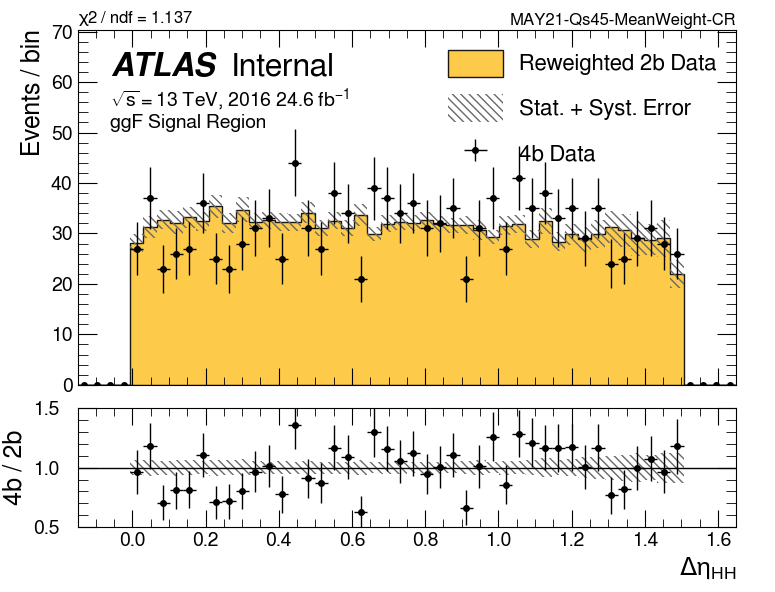 χ2 / ndf = 1.137
MAY21-Qs45-MeanWeight-CR
ATLAS Internal
√s = 13 TeV, 2016 24.6 fb−1
ggF Signal Region
Reweighted 2b Data
Stat. + Syst. Error
4b Data
Events / bin
70
60
50
40
30
20
10
0
4b / 2b
1.5
1.0
0.5
0.0 0.2 0.4 0.6 0.8 1.0 1.2 1.4 1.6
ΔηHH